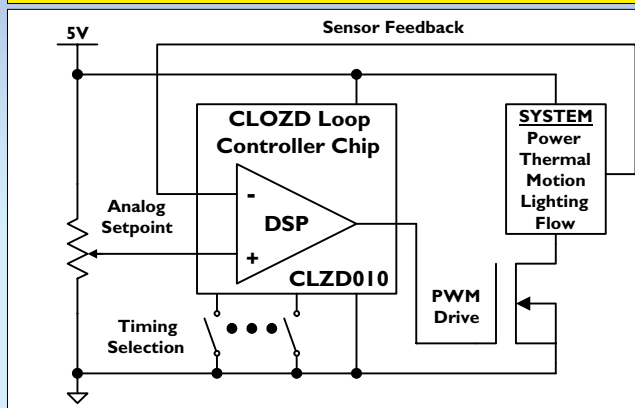 Sensor Feedback
5V
CLOZD Loop
Controller Chip
SYSTEM
Power
Thermal
Motion
Lighting
Flow
Analog
Setpoint
-
DSP
+
CLZD010
PWM
Drive
Timing
Selection